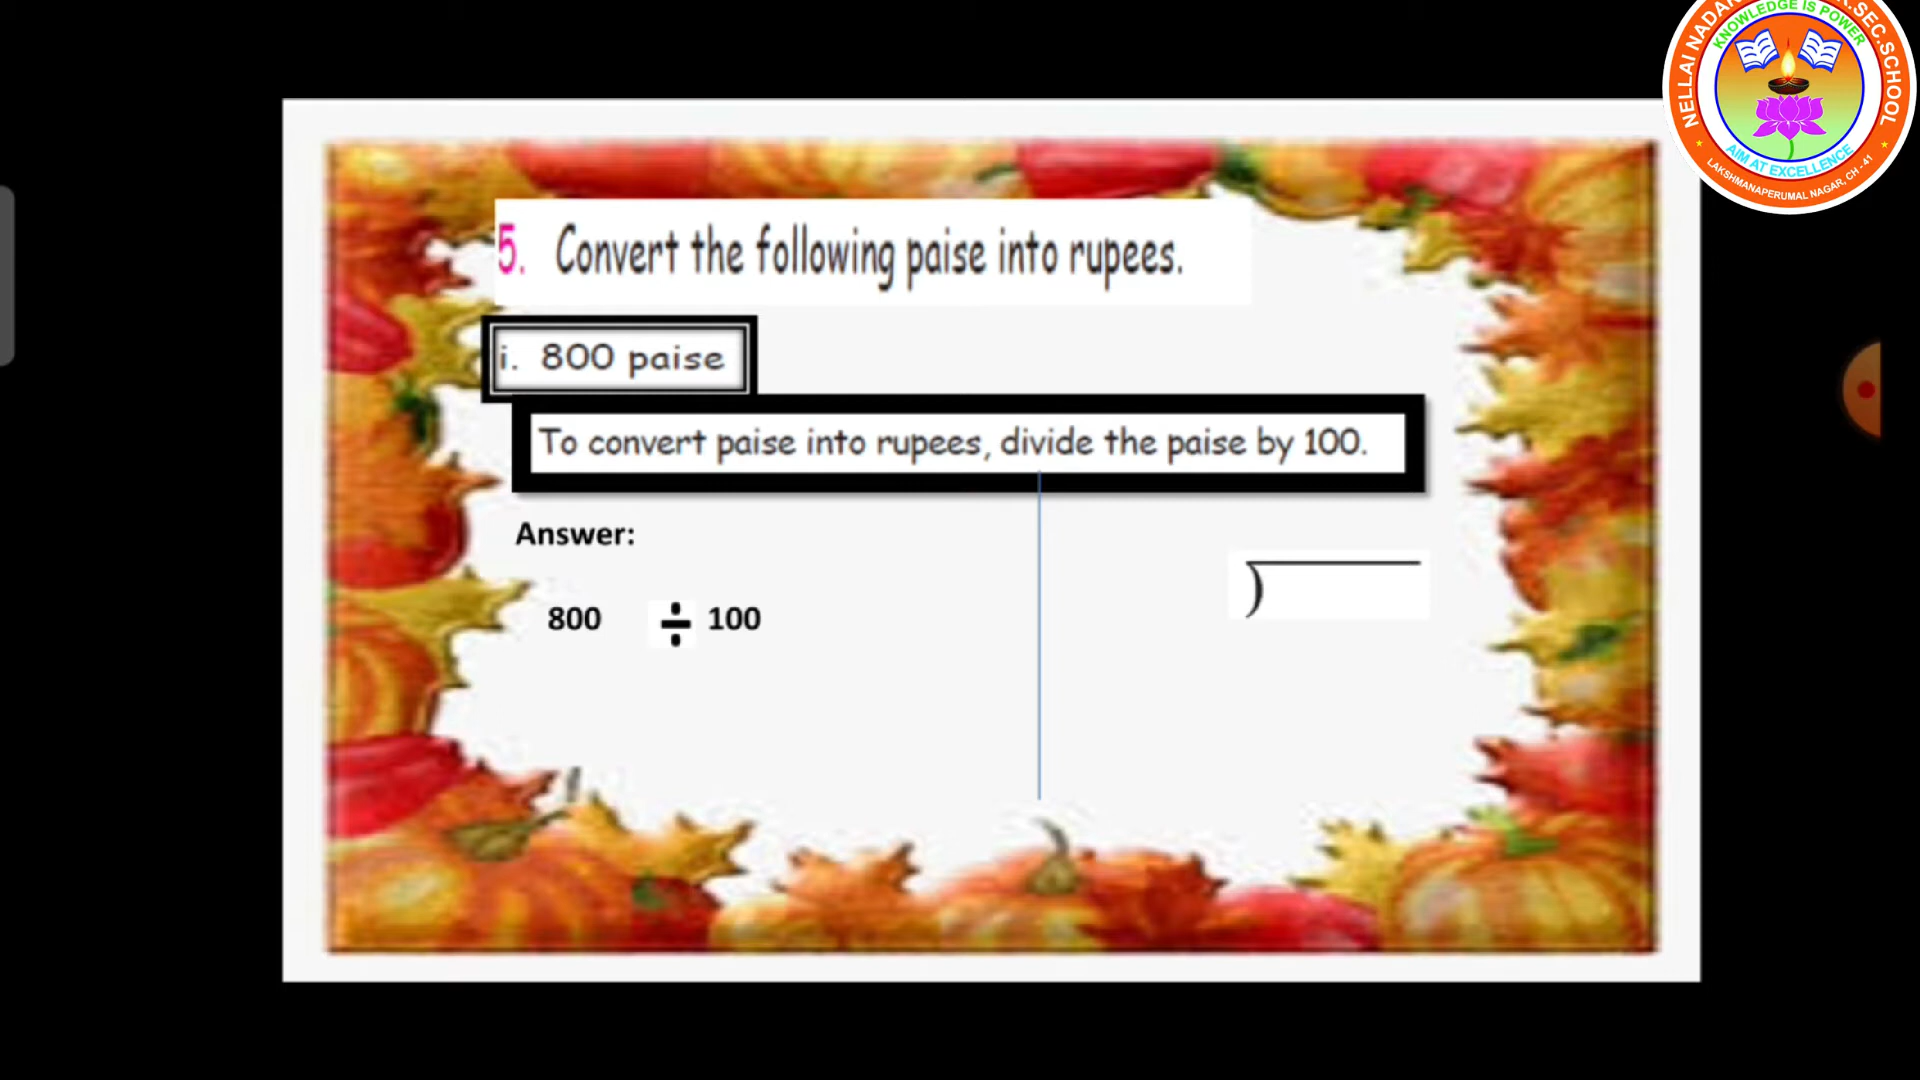 KNOWLEDGE IS POWER
NELLAI NADAR
.SEC.SCHOOL
AIM AT EXCELLENCE
LAKSHMANAPERUMAL NAGAR, CH - 41
5. Convert the following paise into rupees.
i. 800 paise
To convert paise into rupees, divide the paise by 100.
Answer:
800 ÷ 100
)